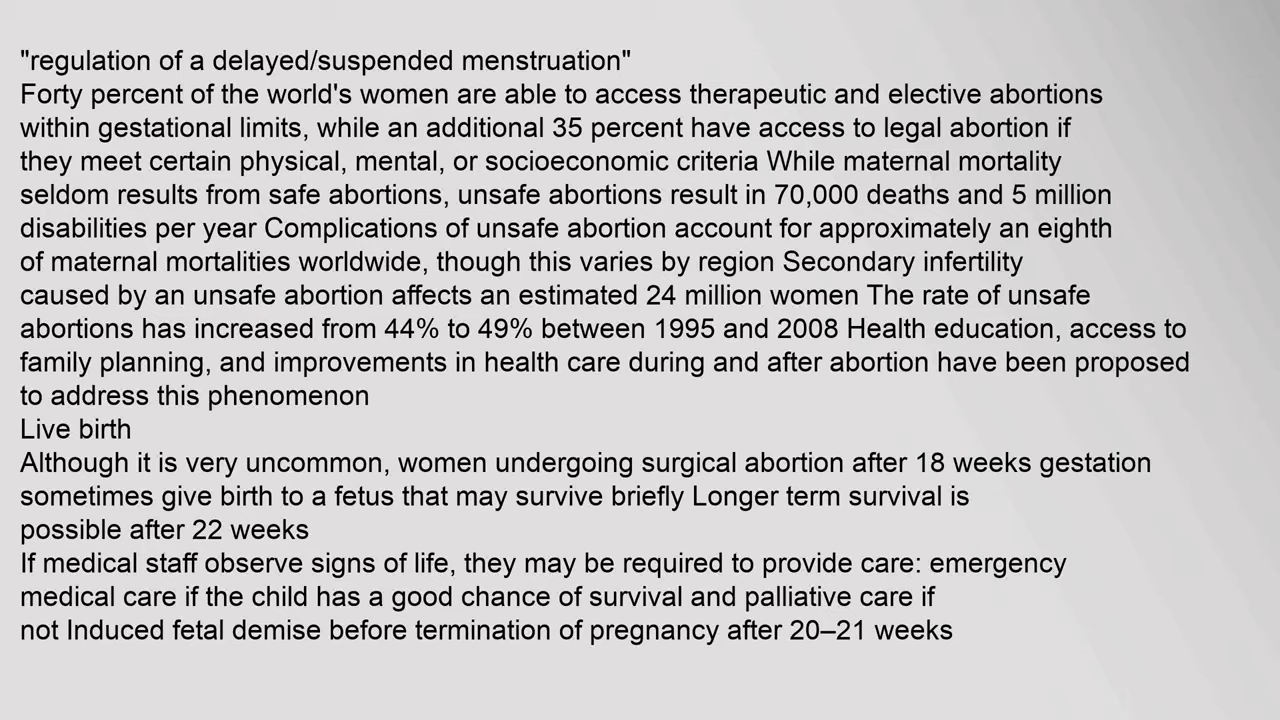 "regulation of a delayed/suspended menstruation"
Forty percent of the world's women are able to access therapeutic and elective abortions
within gestational limits, while an additional 35 percent have access to legal abortion if
they meet certain physical, mental, or socioeconomic criteria While maternal mortality
seldom results from safe abortions, unsafe abortions result in 70,000 deaths and 5 million
disabilities per year Complications of unsafe abortion account for approximately an eighth
of maternal mortalities worldwide, though this varies by region Secondary infertility
caused by an unsafe abortion affects an estimated 24 million women The rate of unsafe
abortions has increased from 44% to 49% between 1995 and 2008 Health education, access to
family planning, and improvements in health care during and after abortion have been proposed
to address this phenomenon
Live birth
Although it is very uncommon, women undergoing surgical abortion after 18 weeks gestation
sometimes give birth to a fetus that may survive briefly Longer term survival is
possible after 22 weeks
If medical staff observe signs of life, they may be required to provide care: emergency
medical care if the child has a good chance of survival and palliative care if
not Induced fetal demise before termination of pregnancy after 20–21 weeks